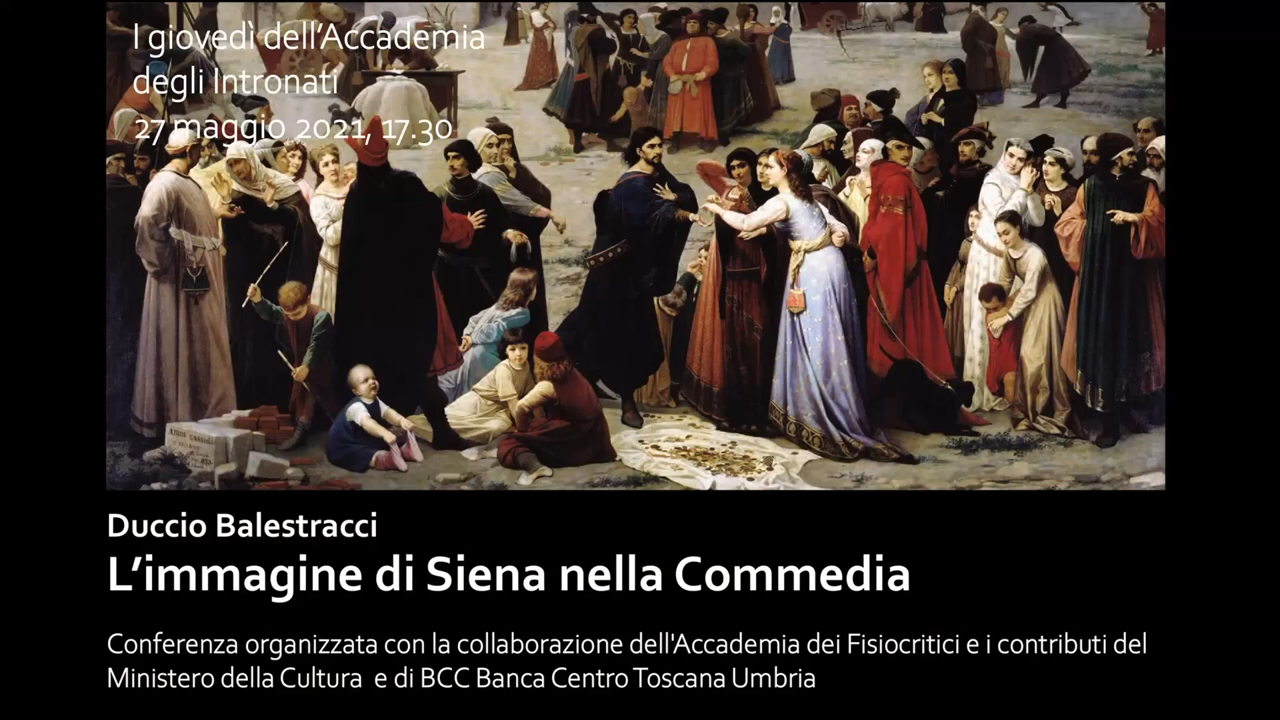 I giovedì dell’Accademia
degli Intronati
27 maggio 2021, 17.30
Duccio Balestracci
L’immagine di Siena nella Commedia
Conferenza organizzata con la collaborazione dell'Accademia dei Fisiocritici e i contributi del
Ministero della Cultura e di BCC Banca Centro Toscana Umbria